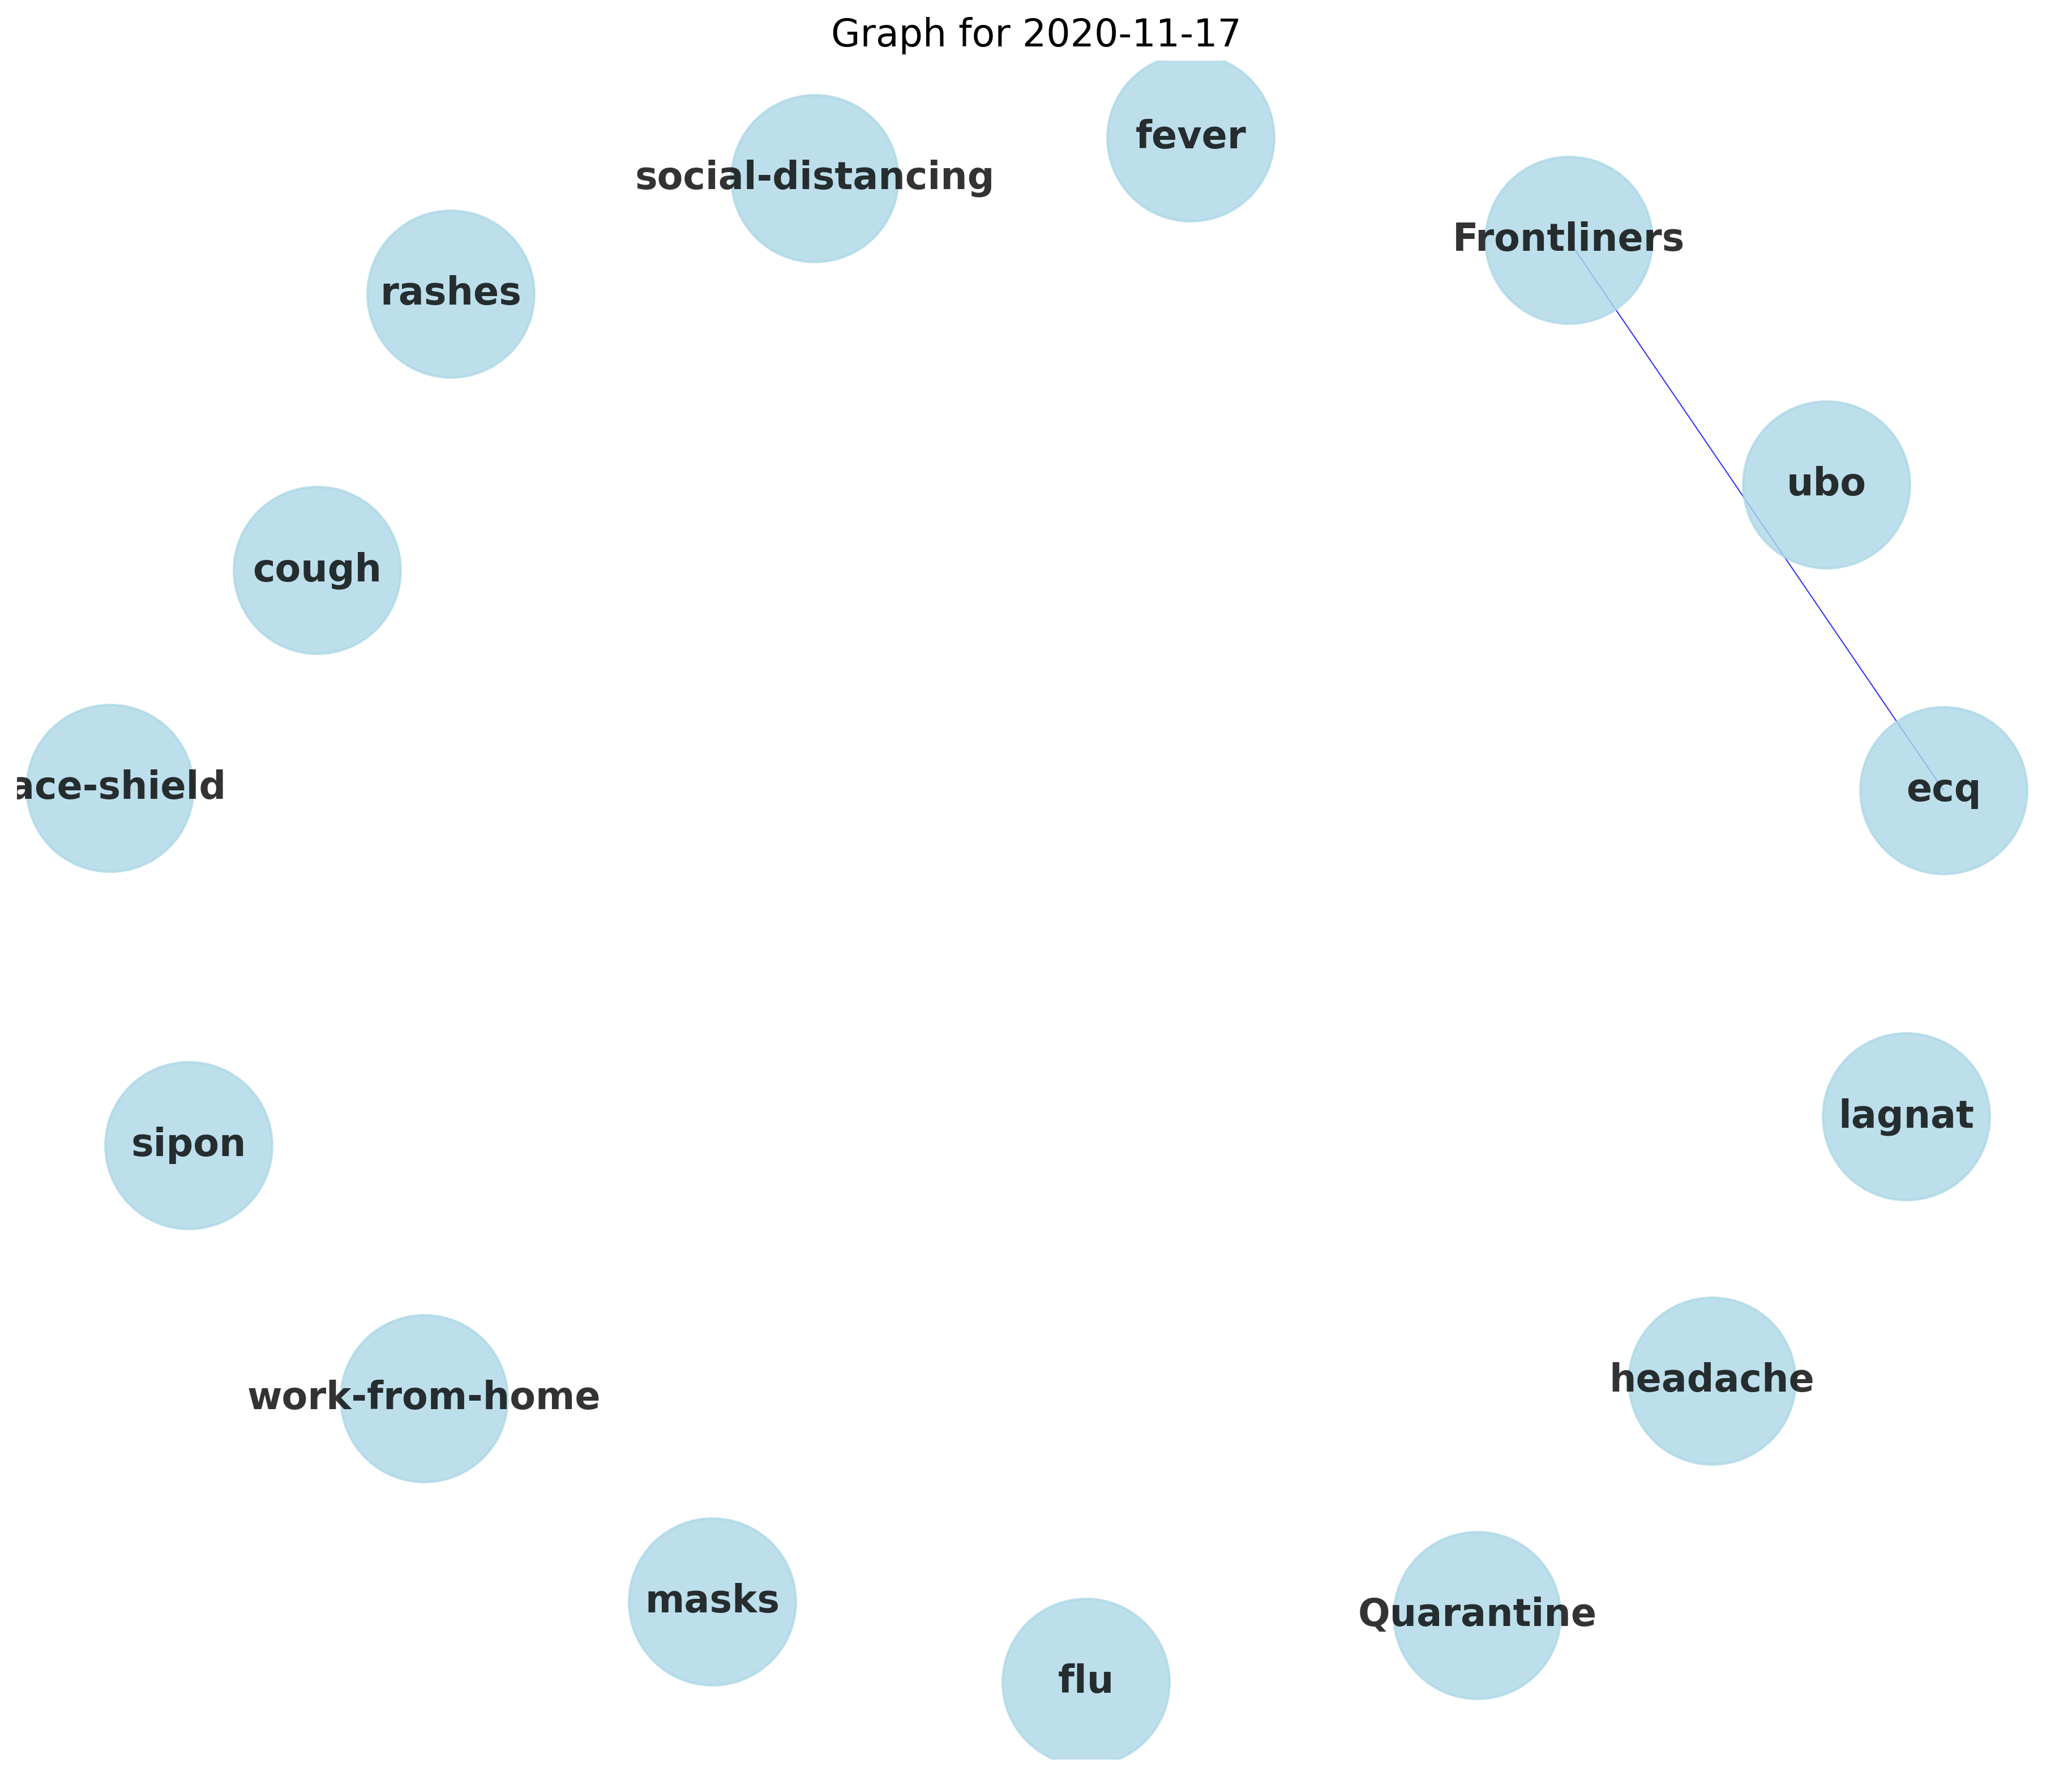 Graph for 2020-11-17
fever
social-distancing
Frontliners
rashes
ubo
cough
ace-shield
ecq
lagnat
sipon
headache
work-from-home
masks
Quarantine
flu